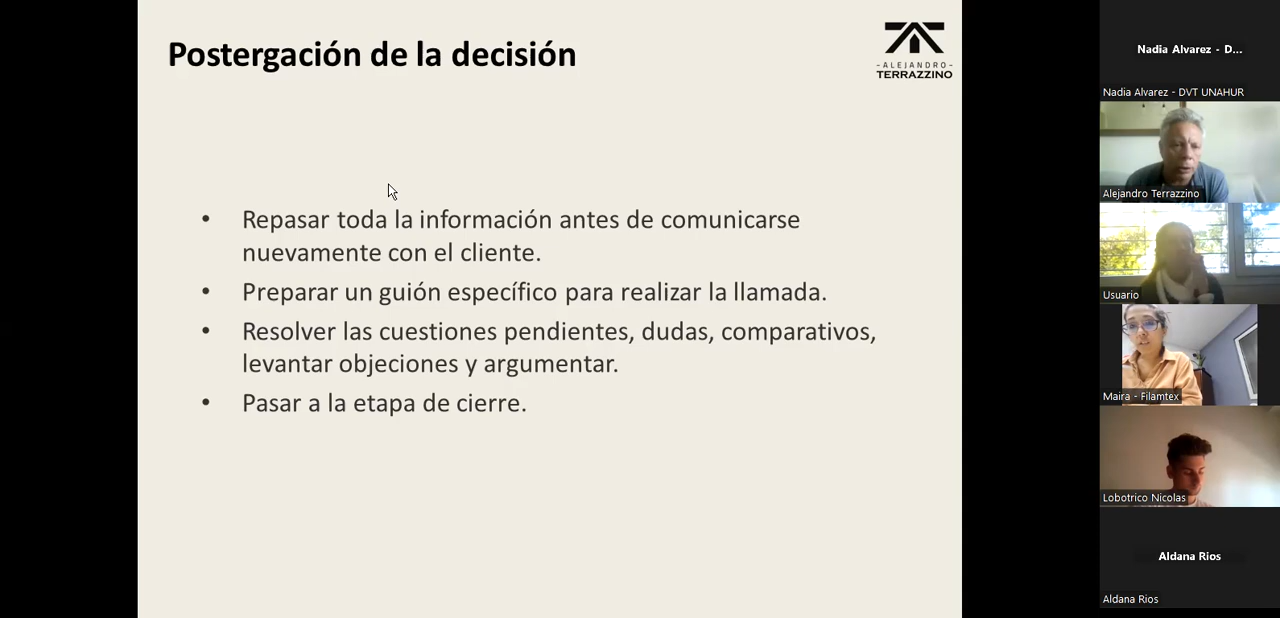 Postergación de la decisión
-ALEJANDRO-
TERRAZZINO
• Repasar toda la información antes de comunicarse
nuevamente con el cliente.
• Preparar un guión específico para realizar la llamada.
• Resolver las cuestiones pendientes, dudas, comparativos,
levantar objeciones y argumentar.
• Pasar a la etapa de cierre.
Nadia Alvarez - D...
Nadia Alvarez - DVT UNAHUR
Alejandro Terrazzino
Usuario
Maira - Filamtex
Lobotrico Nicolas
Aldana Rios
Aldana Rios